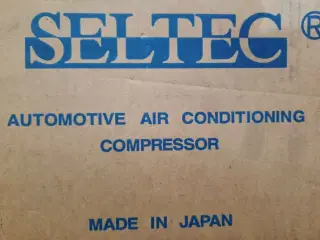 SELTEC ®
AUTOMOTIVE AIR CONDITIONING
COMPRESSOR
MADE IN JAPAN